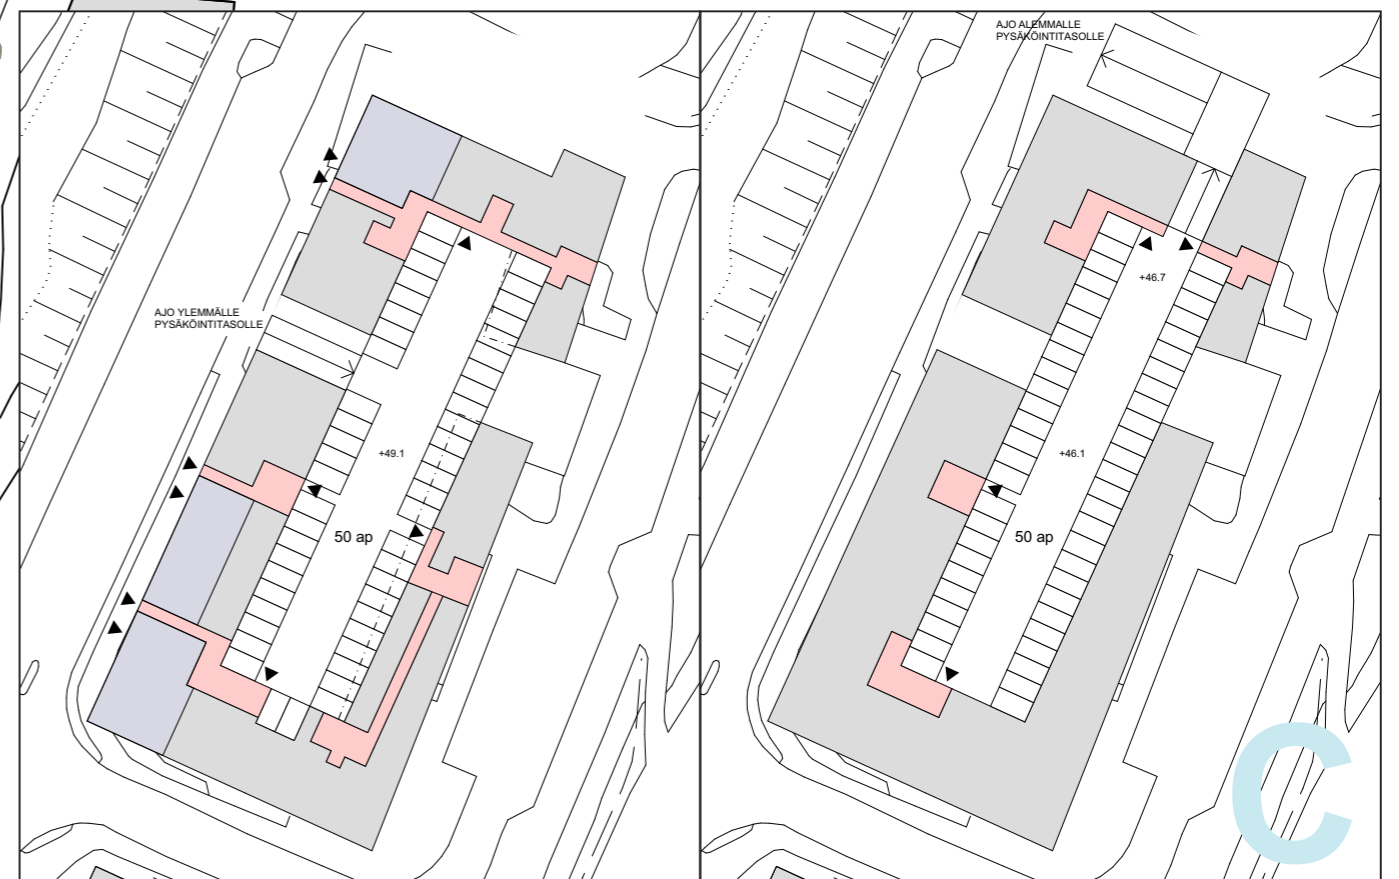 AJO YLEMMÄLLE
PYSÄKÖINTITASOLLE
+49.1
50 ap
AJO ALEMMALLE
PYSÄKÖINTITASOLLE
+46.7
+46.1
50 ap
C